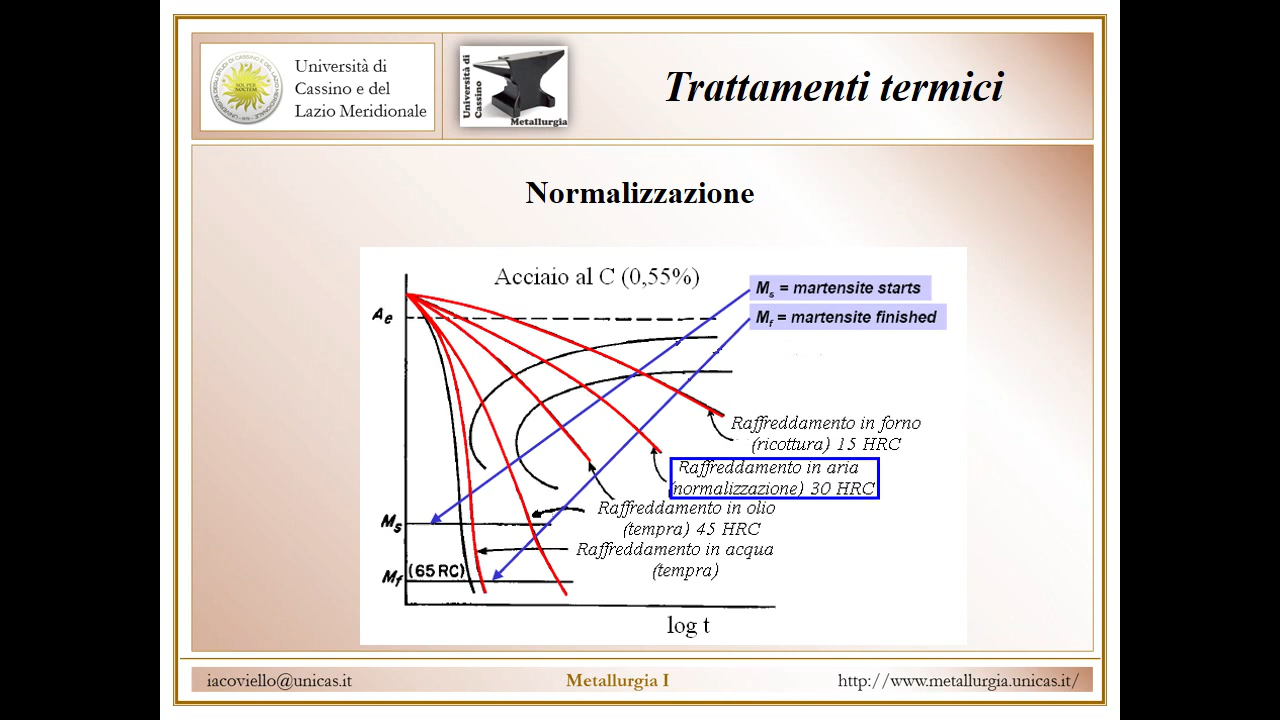 Università di
Cassino e del
Lazio Meridionale
Università di
Cassino
Metallurgia
Trattamenti termici
Normalizzazione
Acciaio al C (0,55%)
Ms = martensite starts
Mf = martensite finished
Ae
Raffreddamento in forno
(ricottura) 15 HRC
Raffreddamento in aria
(normalizzazione) 30 HRC
Raffreddamento in olio
(tempra) 45 HRC
Ms
Raffreddamento in acqua
(tempra)
Mf
(65 RC)
log t
iacoviello@unicas.it
Metallurgia I
http://www.metallurgia.unicas.it/